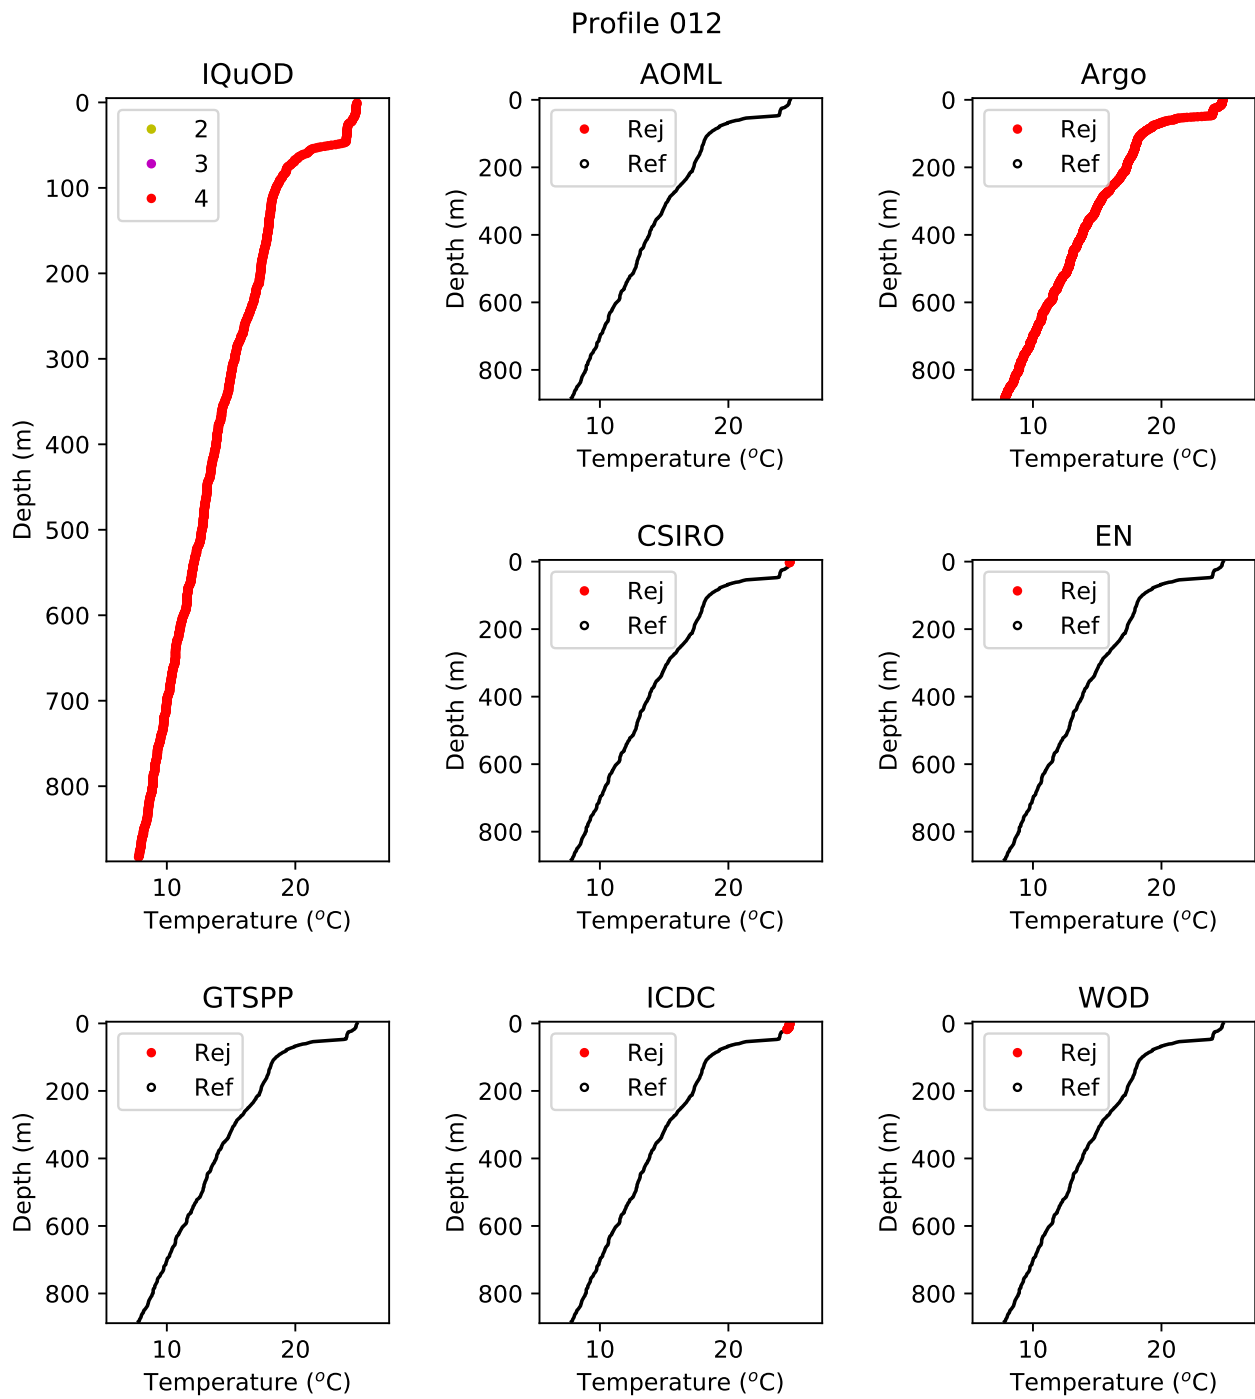 Profile 012
IQuOD
2
3
4
0
100
200
300
400
500
600
700
800
Depth (m)
10 20
Temperature (°C)
AOML
Rej
Ref
0
200
400
600
800
Depth (m)
10 20
Temperature (°C)
Argo
Rej
Ref
0
200
400
600
800
Depth (m)
10 20
Temperature (°C)
CSIRO
Rej
Ref
0
200
400
600
800
Depth (m)
10 20
Temperature (°C)
EN
Rej
Ref
0
200
400
600
800
Depth (m)
10 20
Temperature (°C)
GTSPP
Rej
Ref
0
200
400
600
800
Depth (m)
10 20
Temperature (°C)
ICDC
Rej
Ref
0
200
400
600
800
Depth (m)
10 20
Temperature (°C)
WOD
Rej
Ref
0
200
400
600
800
Depth (m)
10 20
Temperature (°C)